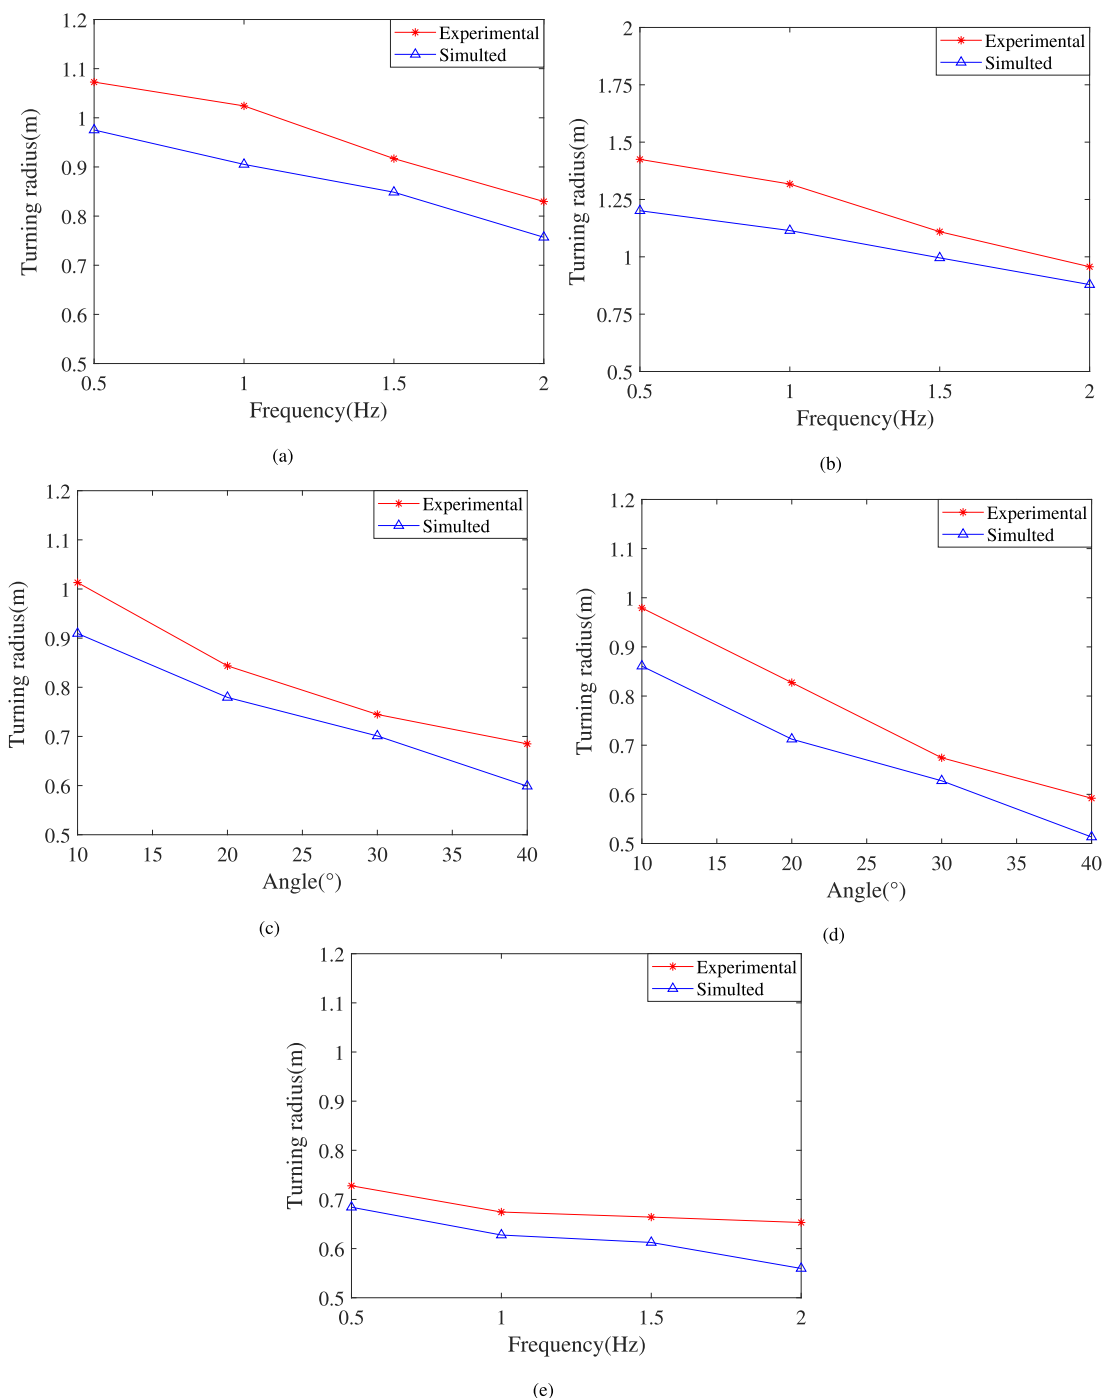 1.2
1.1
1
0.9
0.8
0.7
0.6
0.5
Turning radius(m)
Experimental
Simulted
0.5 1 1.5 2
Frequency(Hz)
(a)
2
1.75
1.5
1.25
1
0.75
0.5
Turning radius(m)
Experimental
Simulted
0.5 1 1.5 2
Frequency(Hz)
(b)
1.2
1.1
1
0.9
0.8
0.7
0.6
0.5
Turning radius(m)
Experimental
Simulted
10 15 20 25 30 35 40
Angle(°)
(c)
1.2
1.1
1
0.9
0.8
0.7
0.6
0.5
Turning radius(m)
Experimental
Simulted
10 15 20 25 30 35 40
Angle(°)
(d)
1.2
1.1
1
0.9
0.8
0.7
0.6
0.5
Turning radius(m)
Experimental
Simulted
0.5 1 1.5 2
Frequency(Hz)
(e)